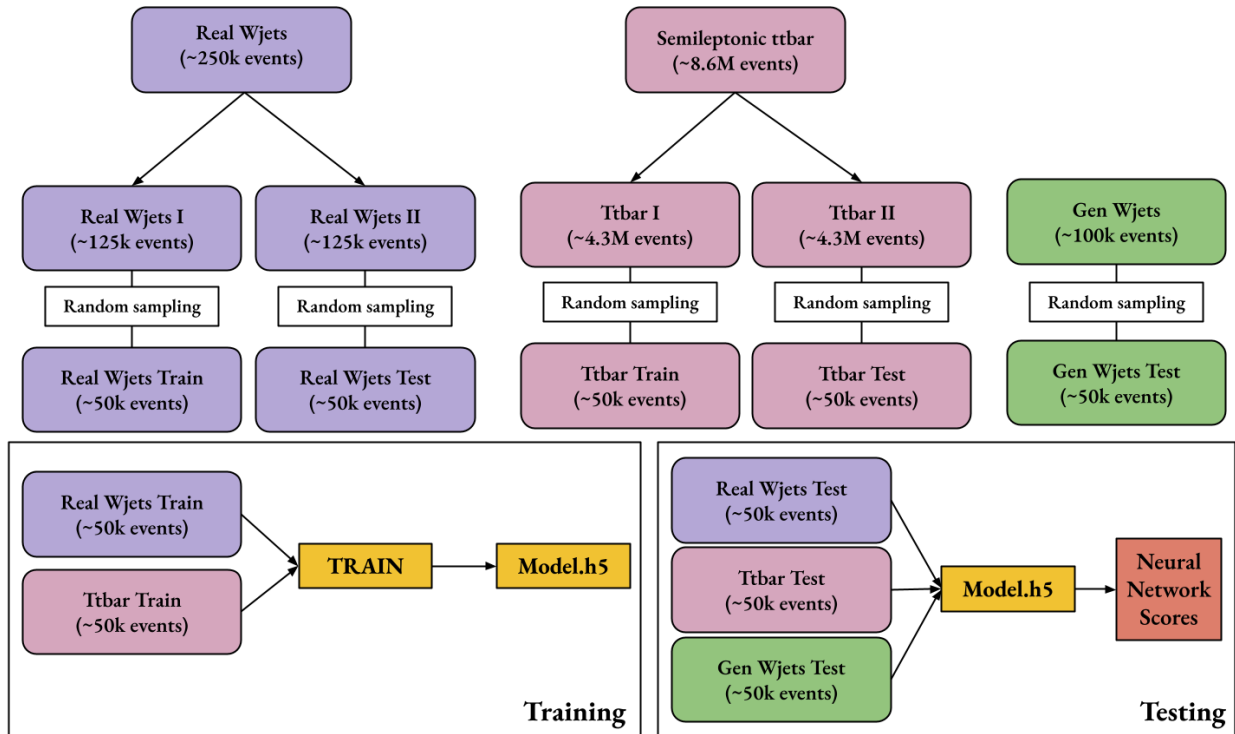 Real Wjets
(~250k events)
Semileptonic ttbar
(~8.6M events)
Real Wjets I
(~125k events)
Real Wjets II
(~125k events)
Ttbar I
(~4.3M events)
Ttbar II
(~4.3M events)
Gen Wjets
(~100k events)
Random sampling
Random sampling
Random sampling
Random sampling
Random sampling
Real Wjets Train
(~50k events)
Real Wjets Test
(~50k events)
Ttbar Train
(~50k events)
Ttbar Test
(~50k events)
Gen Wjets Test
(~50k events)
Real Wjets Train
(~50k events)
Ttbar Train
(~50k events)
TRAIN
Model.h5
Training
Real Wjets Test
(~50k events)
Ttbar Test
(~50k events)
Gen Wjets Test
(~50k events)
Model.h5
Neural
Network
Scores
Testing